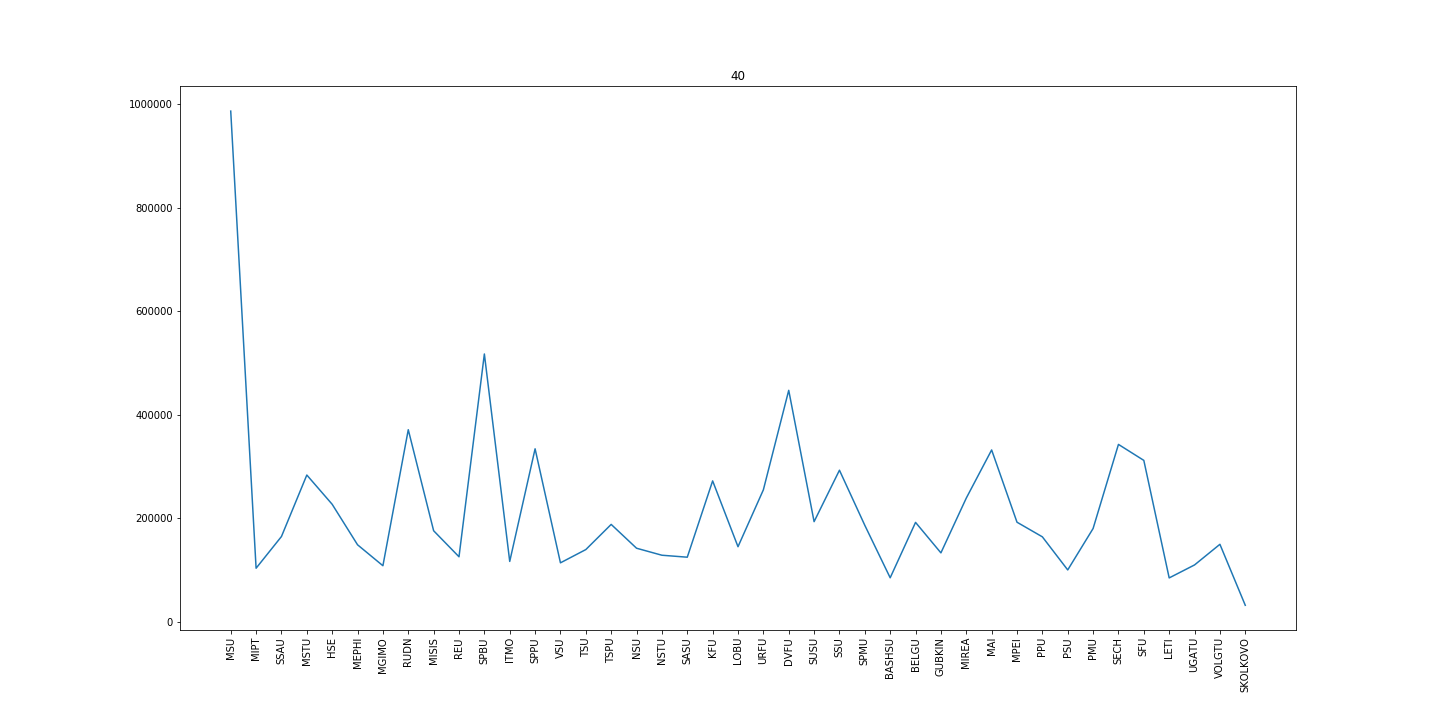 40
1000000
800000
600000
400000
200000
0
MSU
MIPT
SSAU
MSTU
HSE
MEPHI
MGIMO
RUDN
MISIS
REU
SPBU
ITMO
SPPU
VSU
TSU
TSPU
NSU
NSTU
SASU
KFU
LOBU
URFU
DVFU
SUSU
SSU
SPMU
BASHSU
BELGU
GUBKIN
MIREA
MAI
MPEI
PPU
PSU
PMU
SECH
SFU
LETI
UGATU
VOLGTU
SKOLKOVO